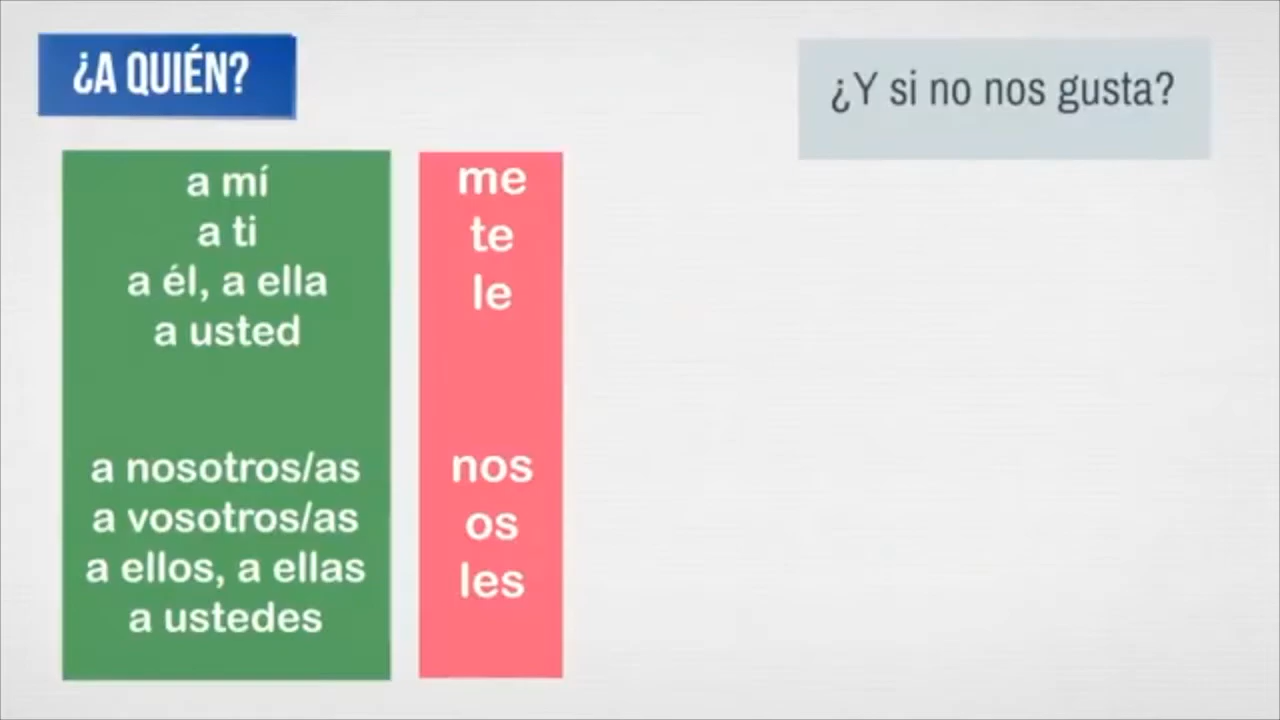 ¿A QUIÉN?
¿Y si no nos gusta?
a mí
a ti
a él, a ella
a usted
a nosotros/as
a vosotros/as
a ellos, a ellas
a ustedes
me
te
le
nos
os
les